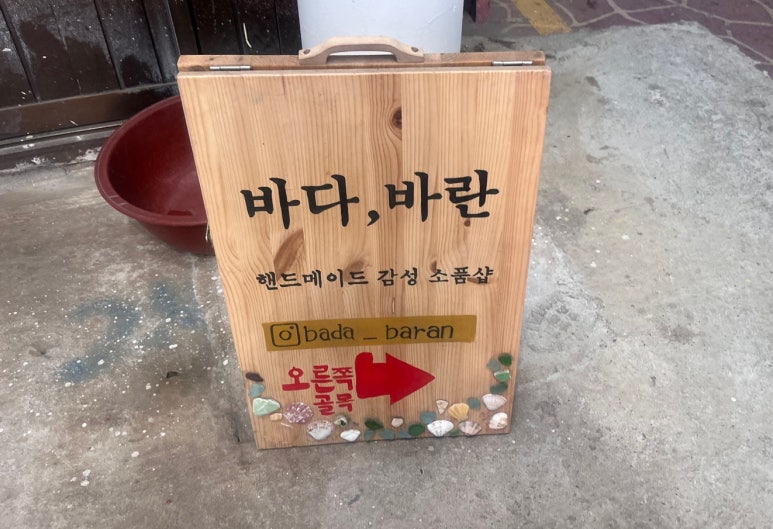 바다,바란
핸드메이드 감성 소품샵
bada_baran
오른쪽
골목